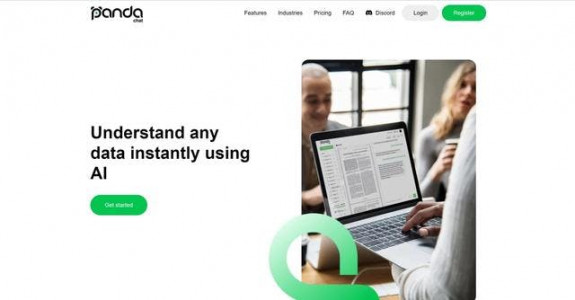 panda
chat
Features Industries Pricing FAQ Discord Login Register
Understand any
data instantly using
AI
Get started